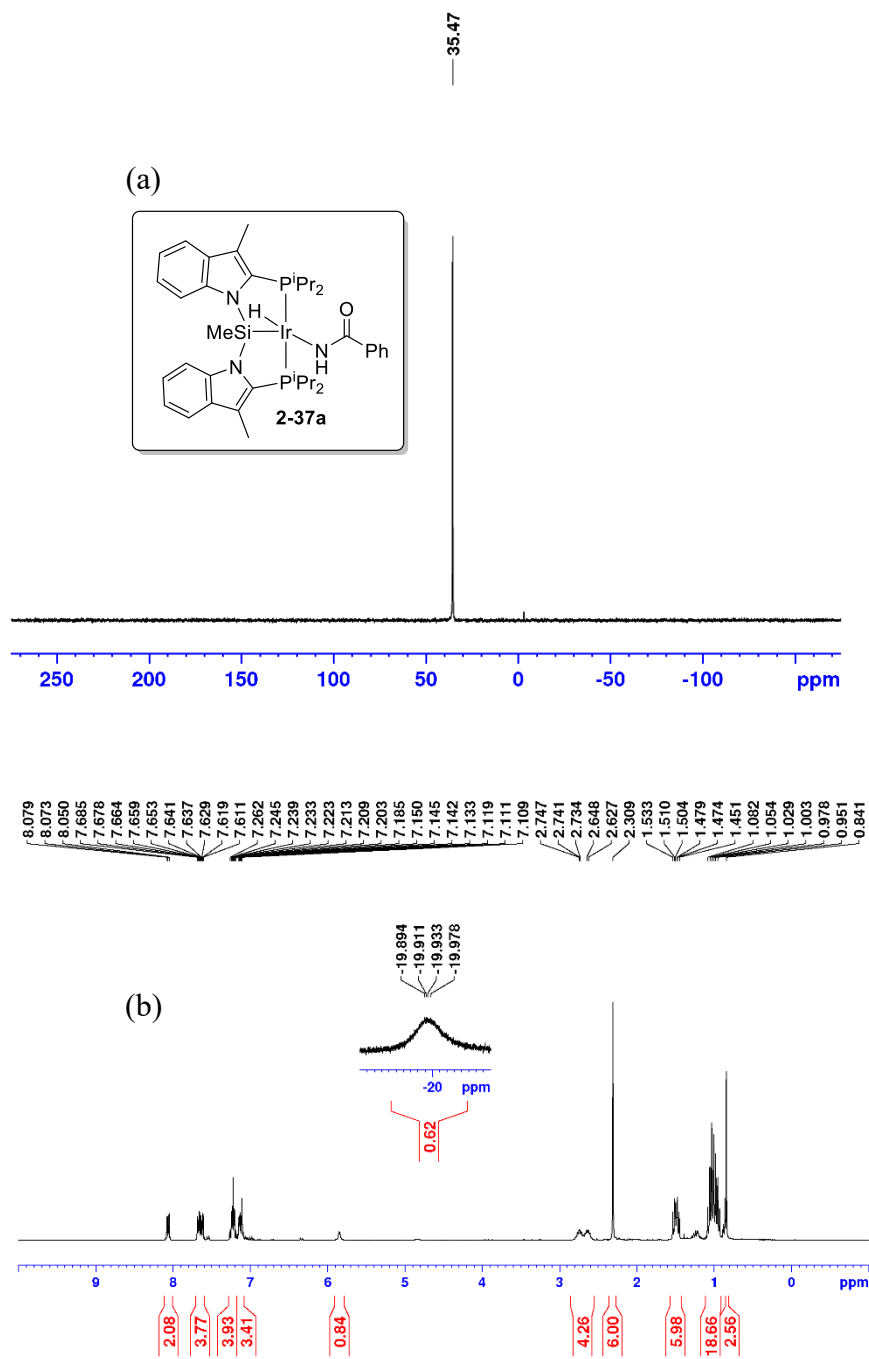 35.47
(a)
PⁱPr₂
N
H
O
MeSi
Ir
N
H
Ph
N
PⁱPr₂
2-37a
250 200 150 100 50 0 -50 -100 ppm
8.079 8.073 8.050 7.685 7.678 7.664 7.659 7.653 7.641 7.637 7.629 7.619 7.611 7.262 7.245 7.239 7.233 7.223 7.213 7.209 7.203 7.185 7.150 7.145 7.142 7.133 7.119 7.111 7.109 2.747 2.741 2.734 2.648 2.627 2.309 1.533 1.510 1.504 1.479 1.474 1.451 1.082 1.054 1.029 1.003 0.978 0.951 0.841
-19.894 -19.911 -19.933 -19.978
(b)
-20 ppm
0.62
9 8 7 6 5 4 3 2 1 0 ppm
2.08 3.77 3.93 3.41 0.84 4.26 6.00 5.98 18.66 2.56